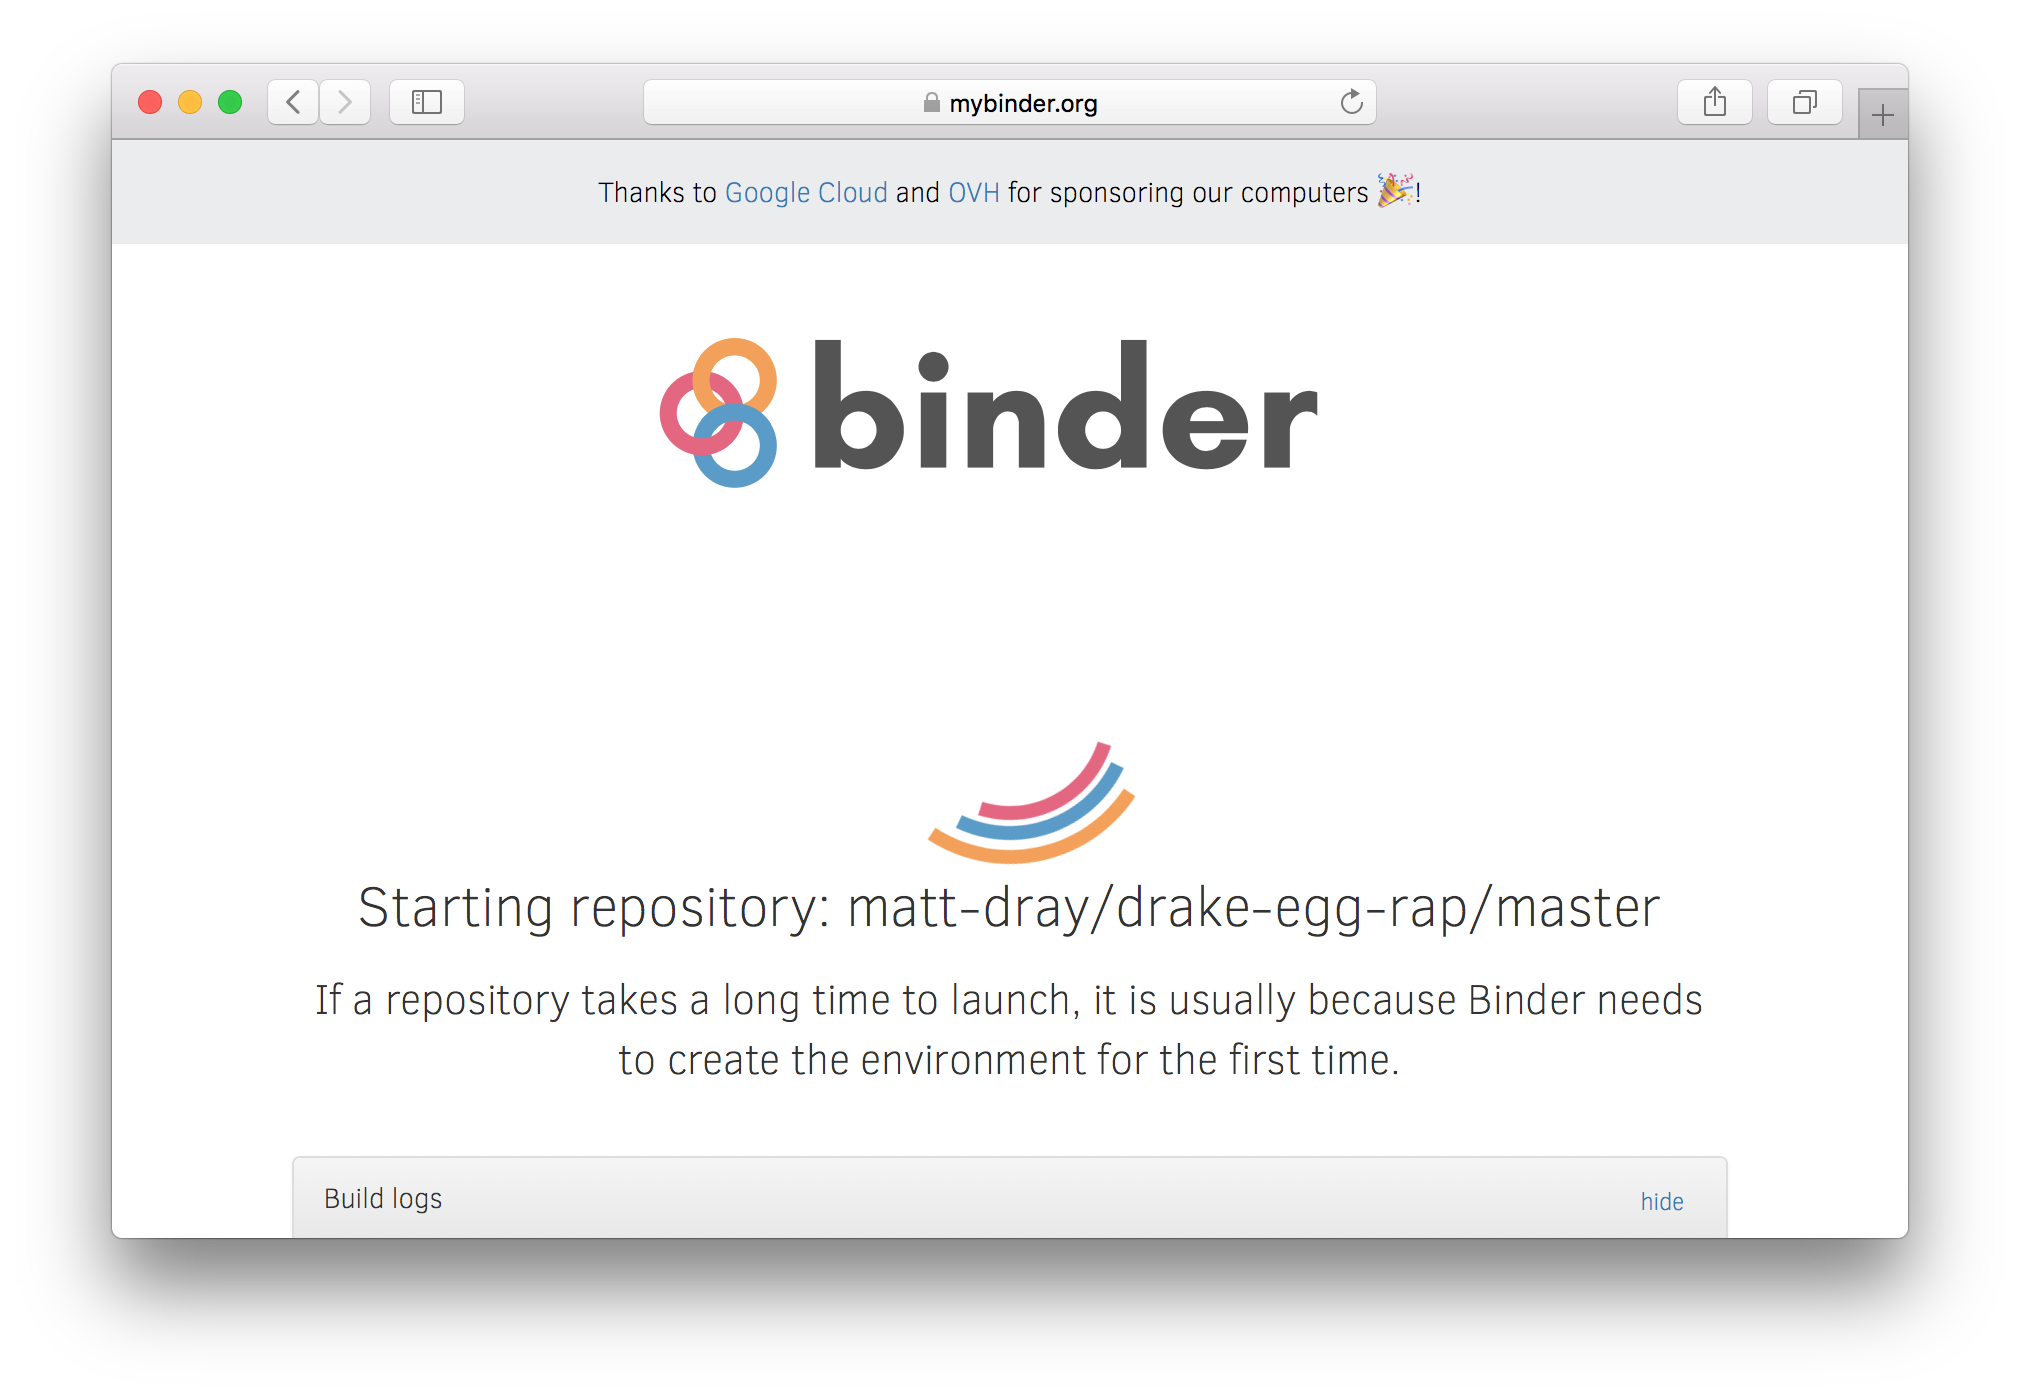 mybinder.org
Thanks to Google Cloud and OVH for sponsoring our computers 🎉!
binder
Starting repository: matt-dray/drake-egg-rap/master
If a repository takes a long time to launch, it is usually because Binder needs
to create the environment for the first time.
Build logs
hide